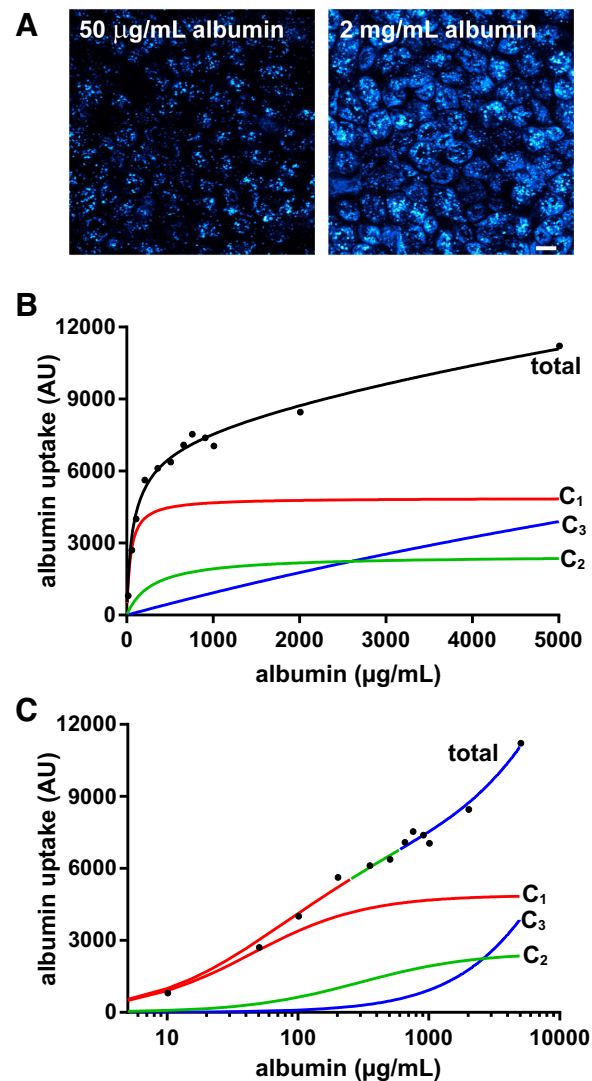 A
50 μg/mL albumin
2 mg/mL albumin
B
albumin uptake (AU)
12000
9000
6000
3000
0
total
C1
C3
C2
0
1000
2000
3000
4000
5000
albumin (μg/mL)
C
albumin uptake (AU)
12000
9000
6000
3000
0
total
C1
C3
C2
10
100
1000
10000
albumin (μg/mL)